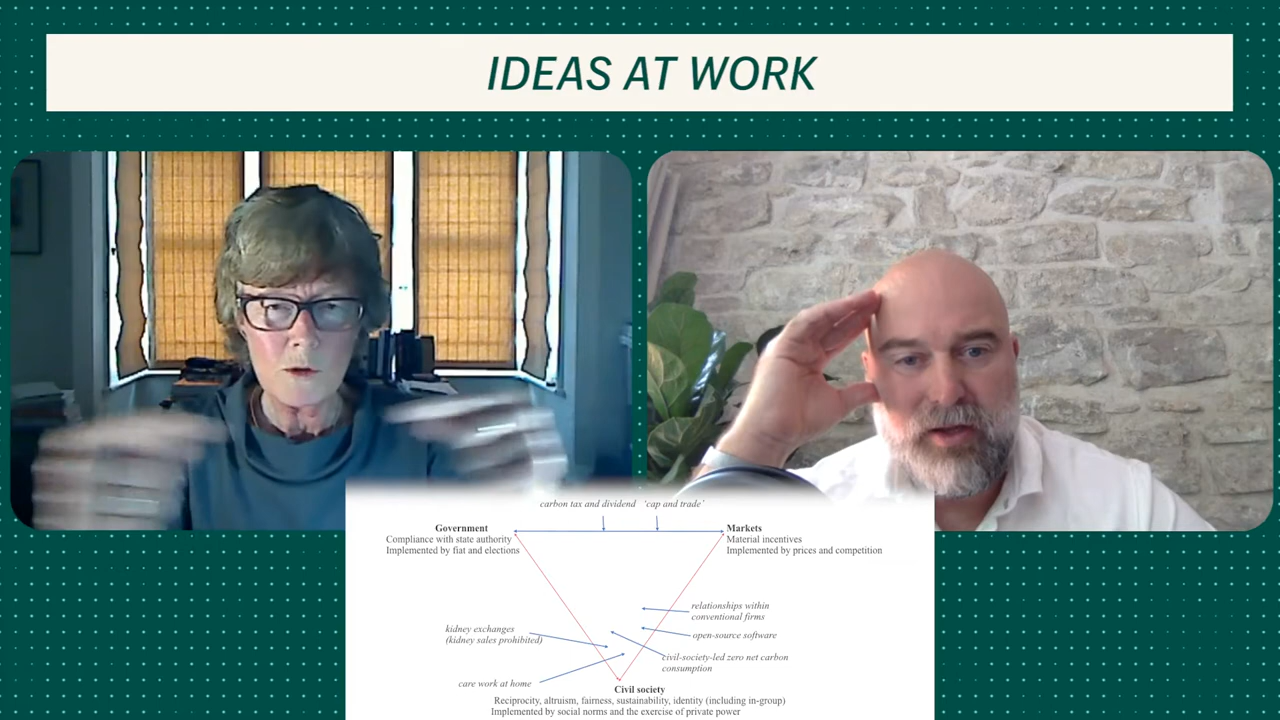 IDEAS AT WORK
carbon tax and dividend 'cap and trade'
Government
Compliance with state authority
Implemented by fiat and elections
Markets
Material incentives
Implemented by prices and competition
relationships within
conventional firms
kidney exchanges
(kidney sales prohibited)
open-source software
civil-society-led zero net carbon
consumption
care work at home
Civil society
Reciprocity, altruism, fairness, sustainability, identity (including in-group)
Implemented by social norms and the exercise of private power